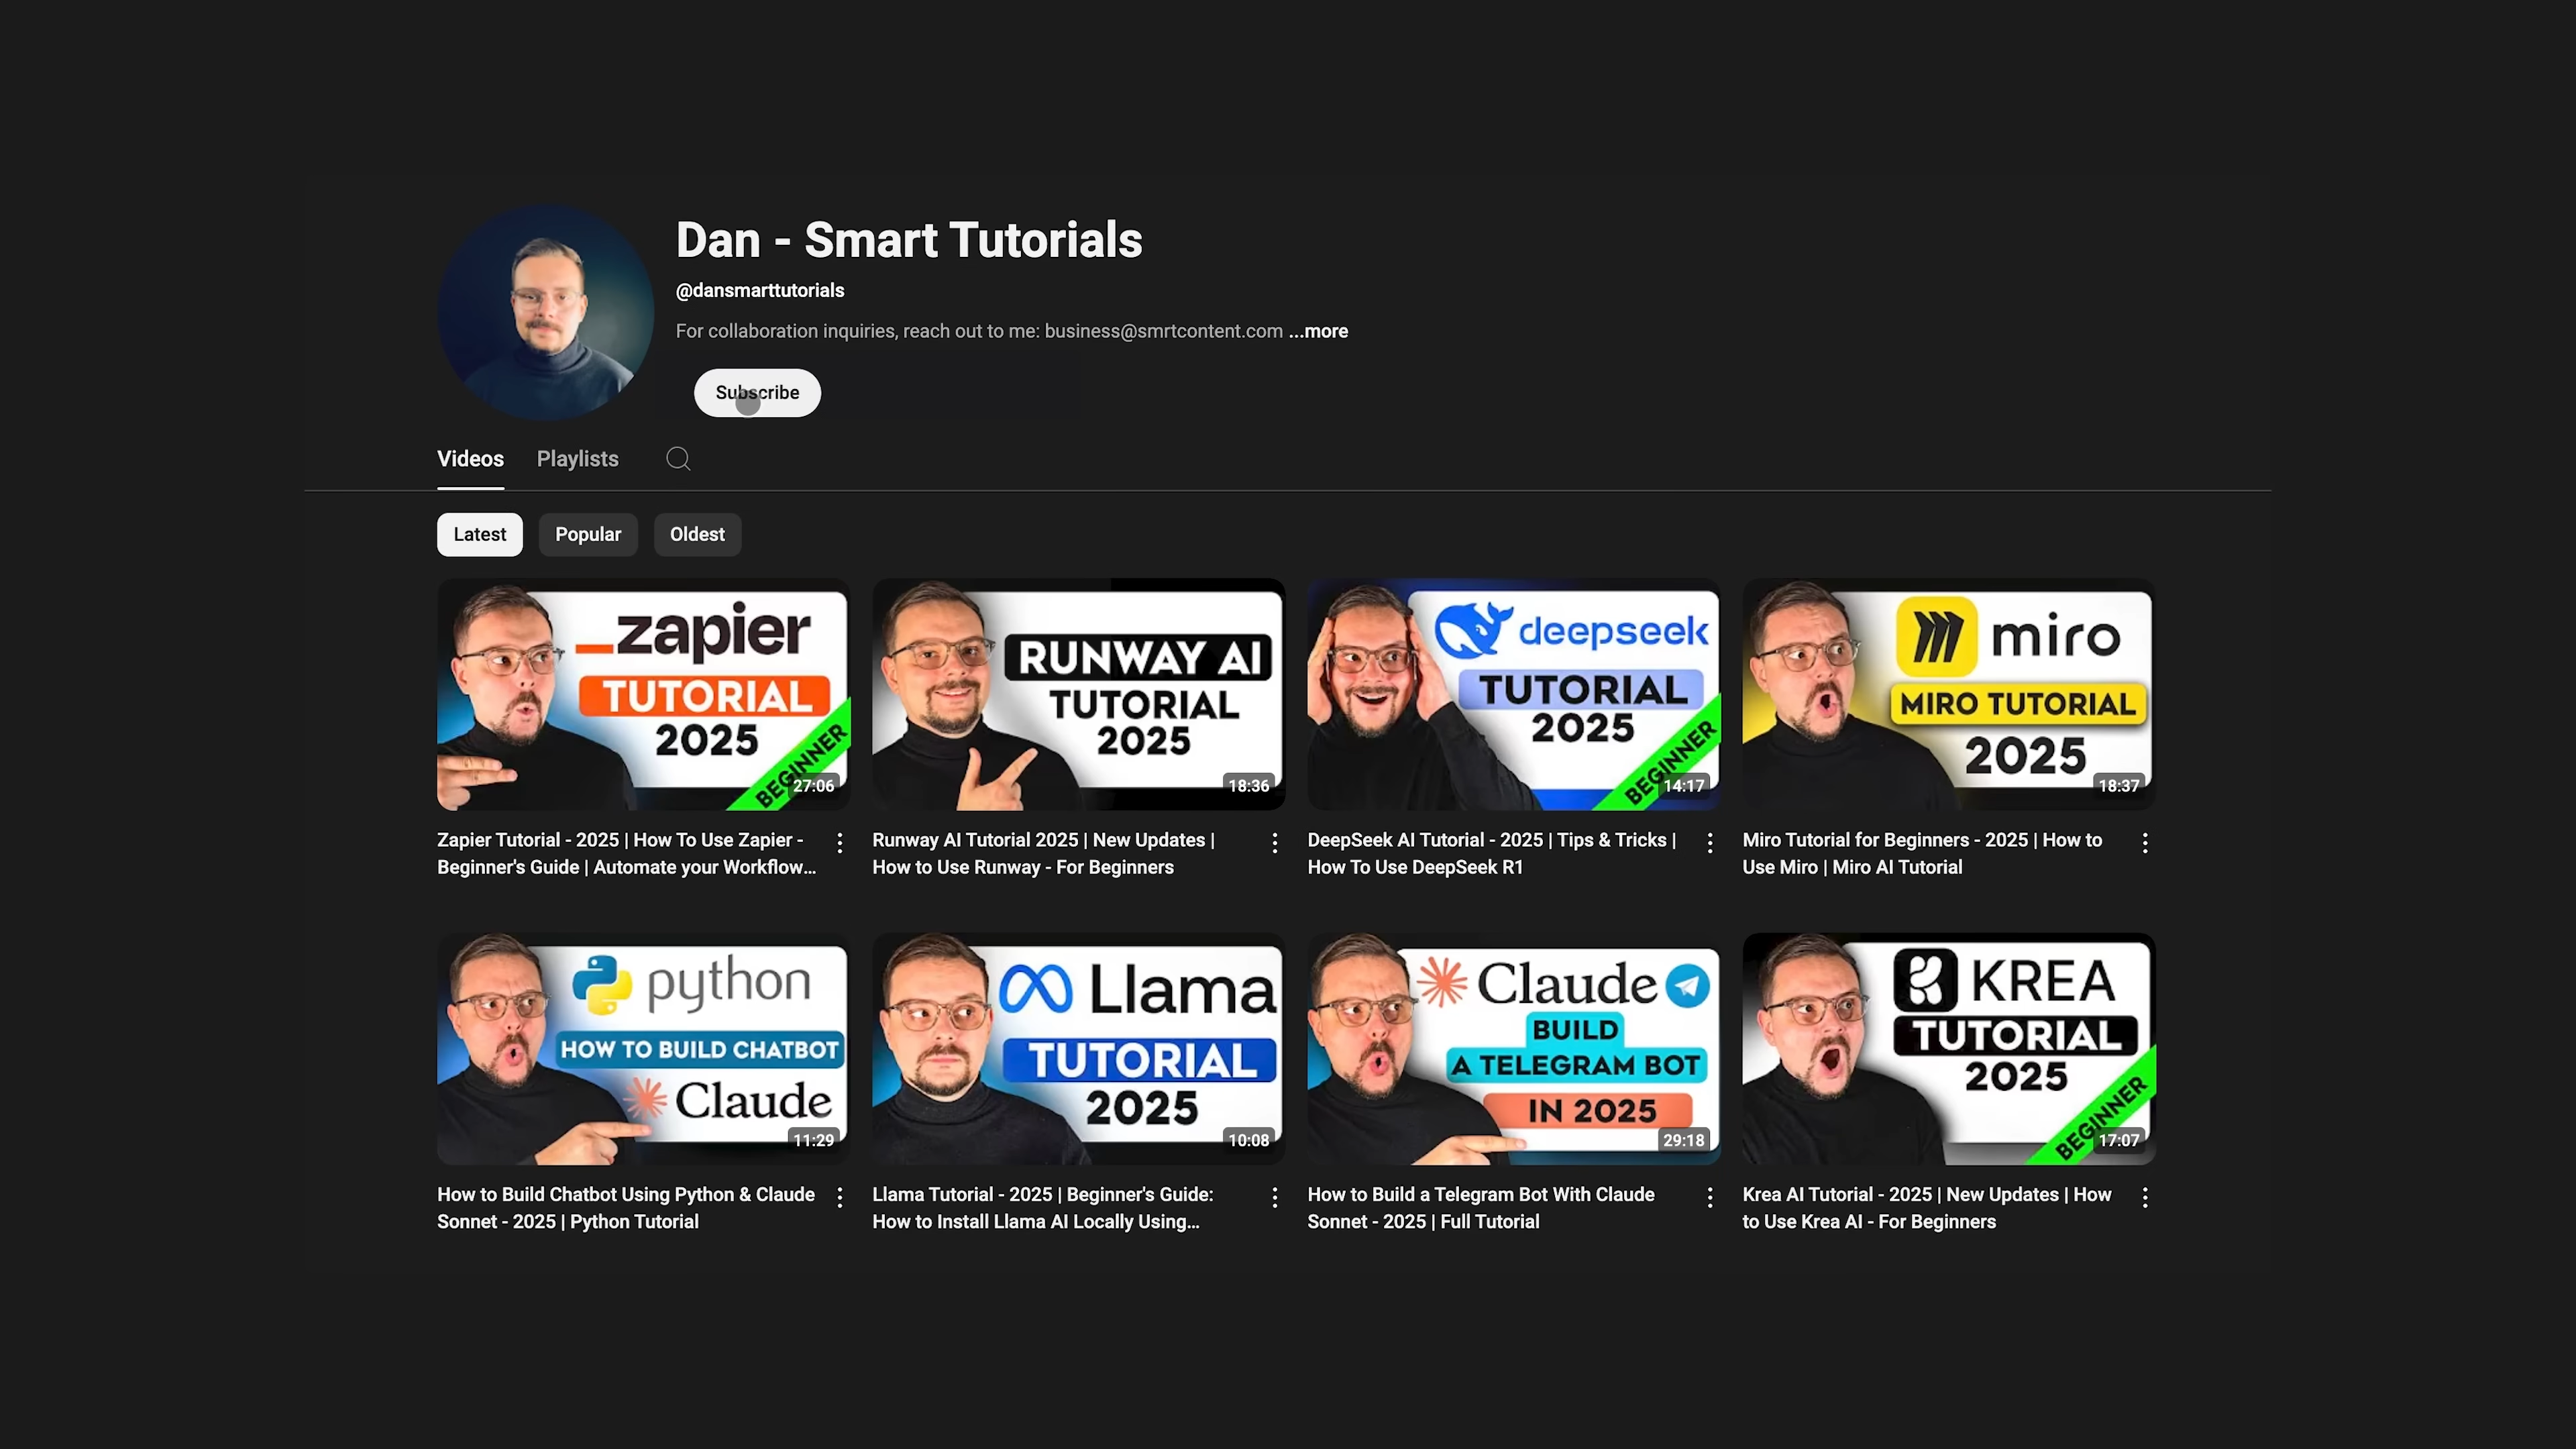 Dan - Smart Tutorials
@dansmarttutorials
For collaboration inquiries, reach out to me: business@smrtcontent.com ...more
Subscribe
Videos Playlists
Latest Popular Oldest
zapier
TUTORIAL
2025
BEGINNER
27:06
RUNWAY AI
TUTORIAL
2025
18:36
deepseek
TUTORIAL
2025
BEGINNER
14:17
miro
MIRO TUTORIAL
2025
18:37
Zapier Tutorial - 2025 | How To Use Zapier -
Beginner's Guide | Automate your Workflow...
Runway AI Tutorial 2025 | New Updates |
How to Use Runway - For Beginners
DeepSeek AI Tutorial - 2025 | Tips & Tricks |
How To Use DeepSeek R1
Miro Tutorial for Beginners - 2025 | How to
Use Miro | Miro AI Tutorial
python
HOW TO BUILD CHATBOT
Claude
11:29
Llama
TUTORIAL
2025
10:08
Claude
BUILD
A TELEGRAM BOT
IN 2025
29:18
KREA
TUTORIAL
2025
BEGINNER
17:07
How to Build Chatbot Using Python & Claude
Sonnet - 2025 | Python Tutorial
Llama Tutorial - 2025 | Beginner's Guide:
How to Install Llama AI Locally Using...
How to Build a Telegram Bot With Claude
Sonnet - 2025 | Full Tutorial
Krea AI Tutorial - 2025 | New Updates | How
to Use Krea AI - For Beginners